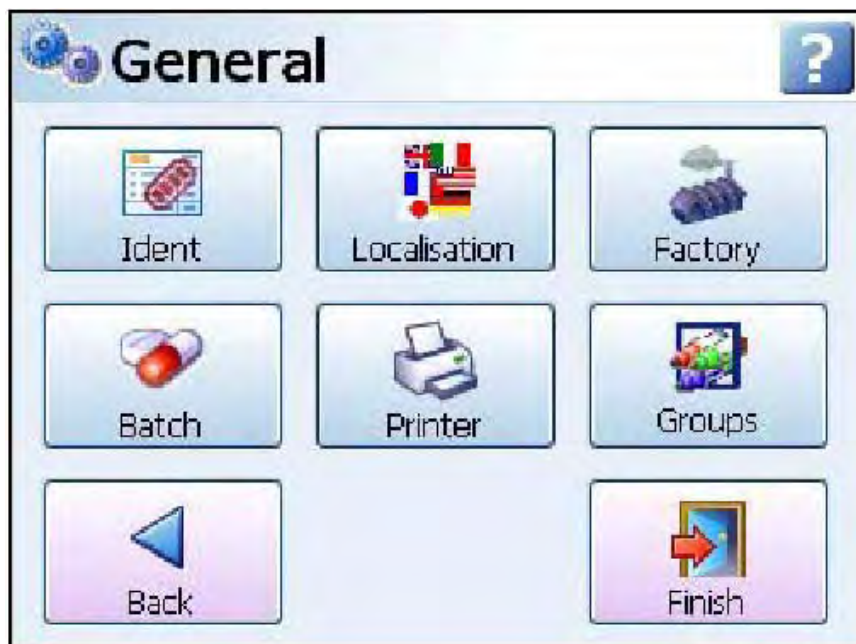 General
?
Ident
Localisation
Factory
Batch
Printer
Groups
Back
Finish